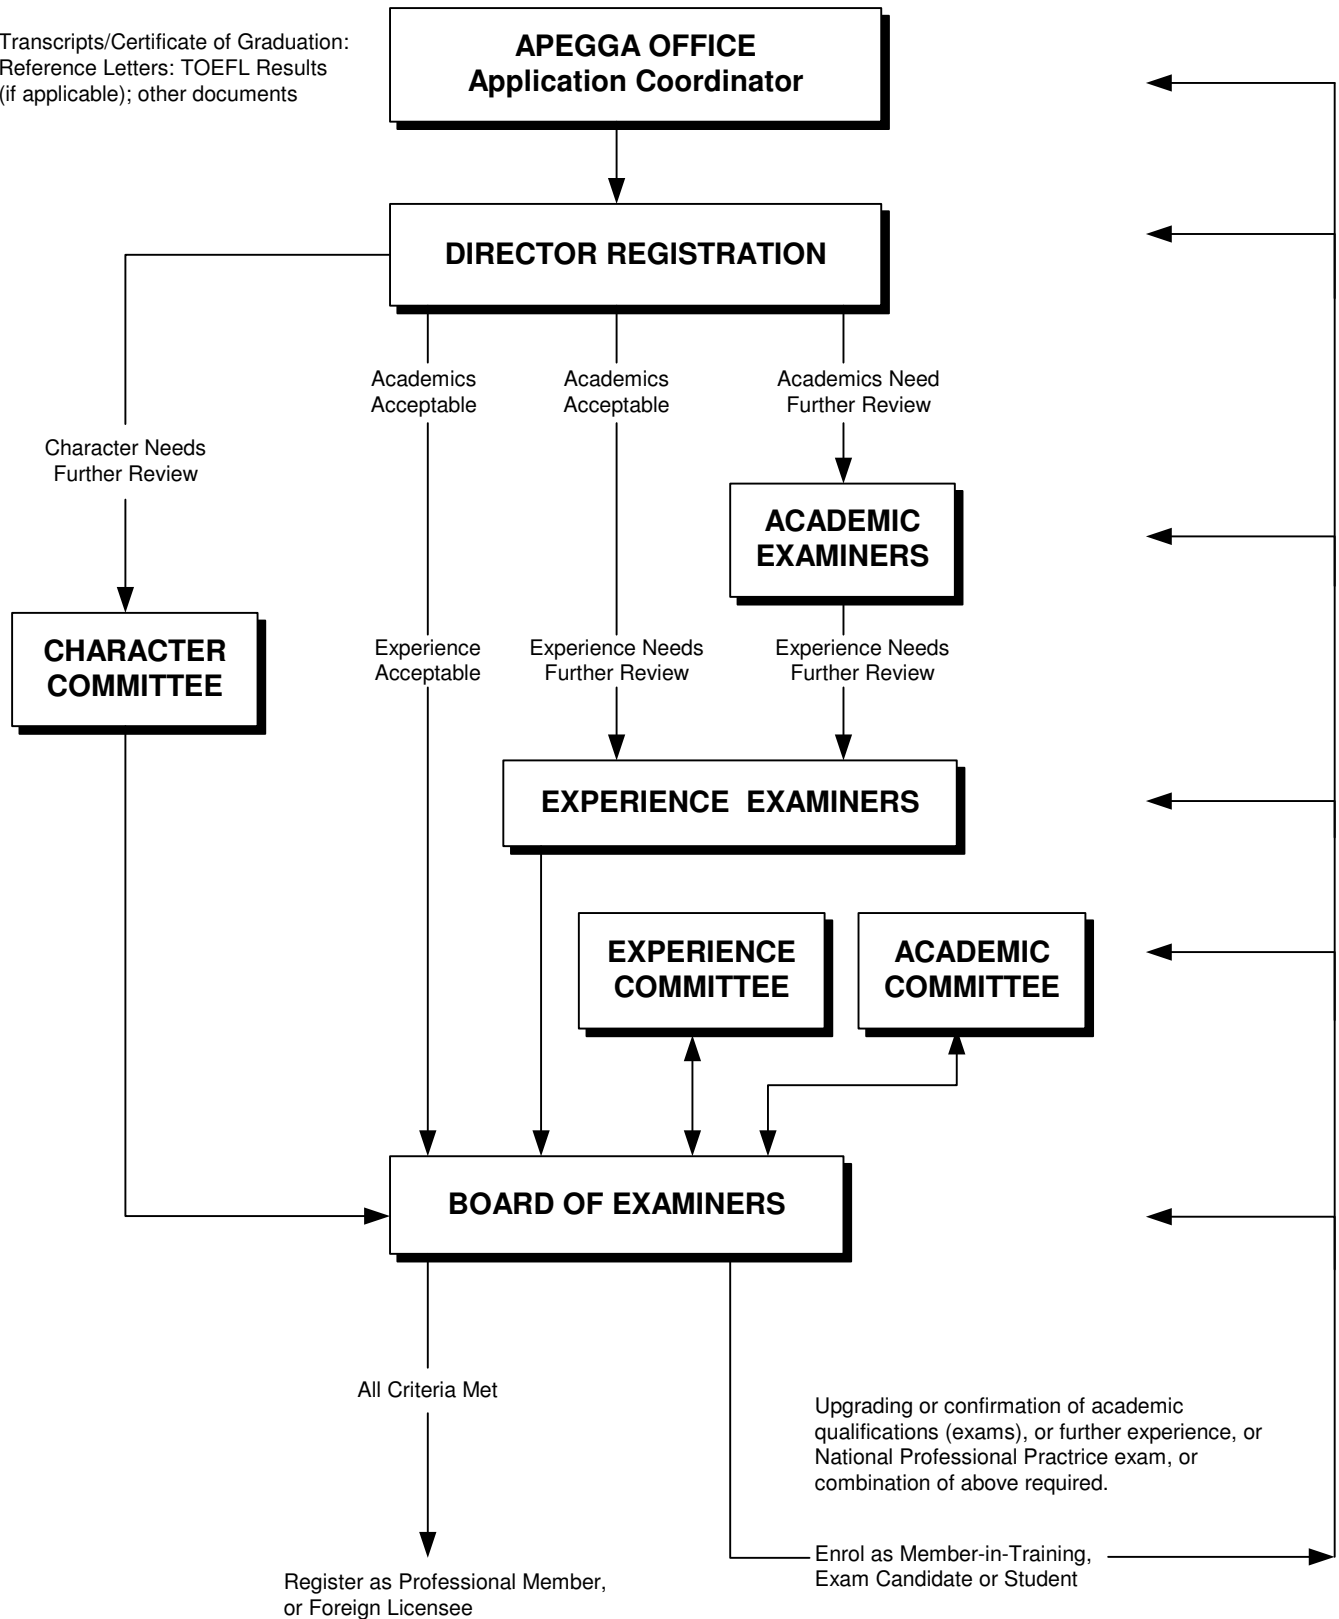 Transcripts/Certificate of Graduation:
Reference Letters: TOEFL Results
(if applicable); other documents
APEGGA OFFICE
Application Coordinator
DIRECTOR REGISTRATION
Academics
Acceptable
Academics
Acceptable
Academics Need
Further Review
Character Needs
Further Review
ACADEMIC
EXAMINERS
CHARACTER
COMMITTEE
Experience
Acceptable
Experience Needs
Further Review
Experience Needs
Further Review
EXPERIENCE EXAMINERS
EXPERIENCE
COMMITTEE
ACADEMIC
COMMITTEE
BOARD OF EXAMINERS
All Criteria Met
Upgrading or confirmation of academic
qualifications (exams), or further experience, or
National Professional Practrice exam, or
combination of above required.
Enrol as Member-in-Training,
Exam Candidate or Student
Register as Professional Member,
or Foreign Licensee